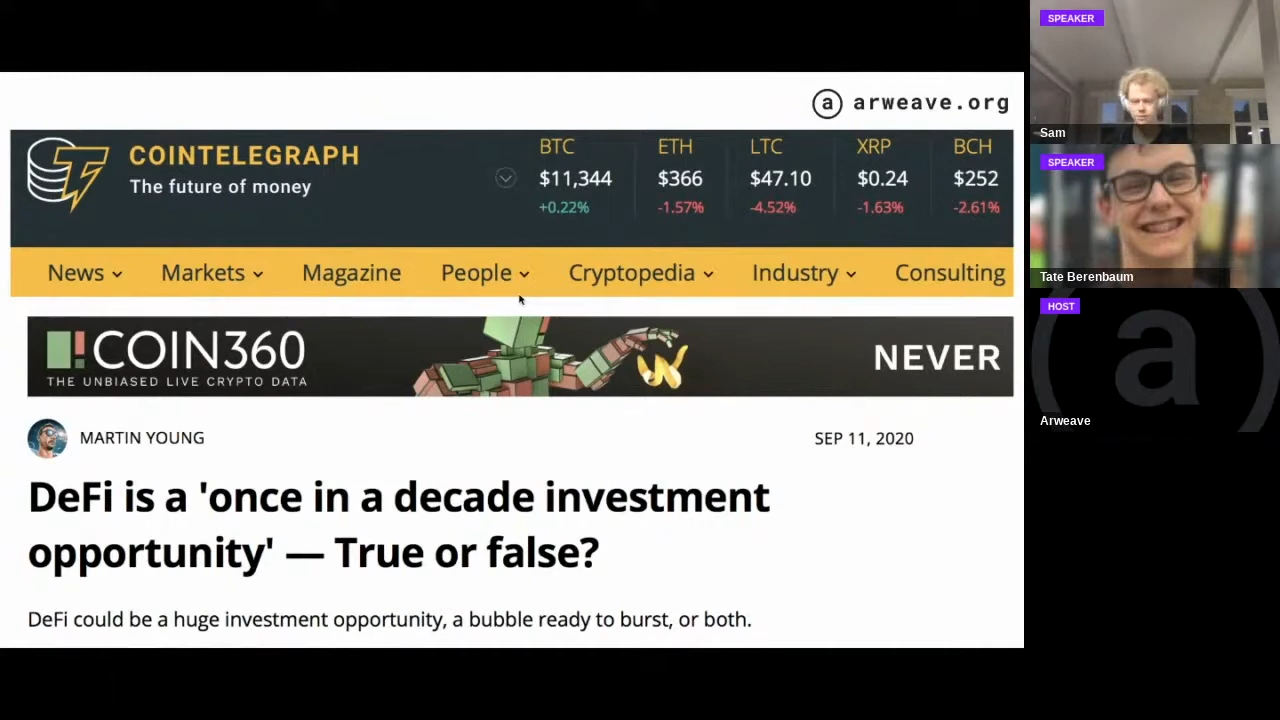 arweave.org
COINTELEGRAPH
The future of money
BTC ETH LTC XRP BCH
$11,344 $366 $47.10 $0.24 $252
+0.22% -1.57% -4.52% -1.63% -2.61%
News Markets Magazine People Cryptopedia Industry Consulting
COIN360
THE UNBIASED LIVE CRYPTO DATA
NEVER
MARTIN YOUNG SEP 11, 2020
DeFi is a 'once in a decade investment
opportunity' — True or false?
DeFi could be a huge investment opportunity, a bubble ready to burst, or both.
SPEAKER
Sam
SPEAKER
Tate Berenbaum
HOST
(a)
Arweave